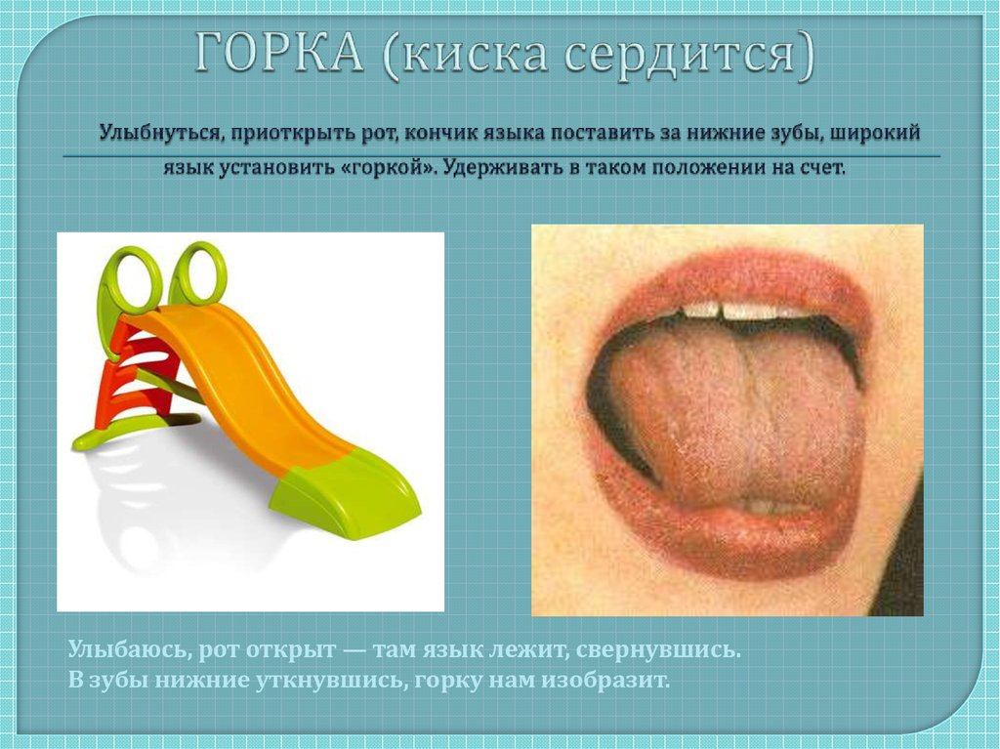 ГОРКА (киска сердится)
Улыбнуться, приоткрыть рот, кончик языка поставить за нижние зубы, широкий
язык установить «горкой». Удерживать в таком положении на счет.
Улыбаюсь, рот открыт — там язык лежит, свернувшись.
В зубы нижние уткнувшись, горку нам изобразит.